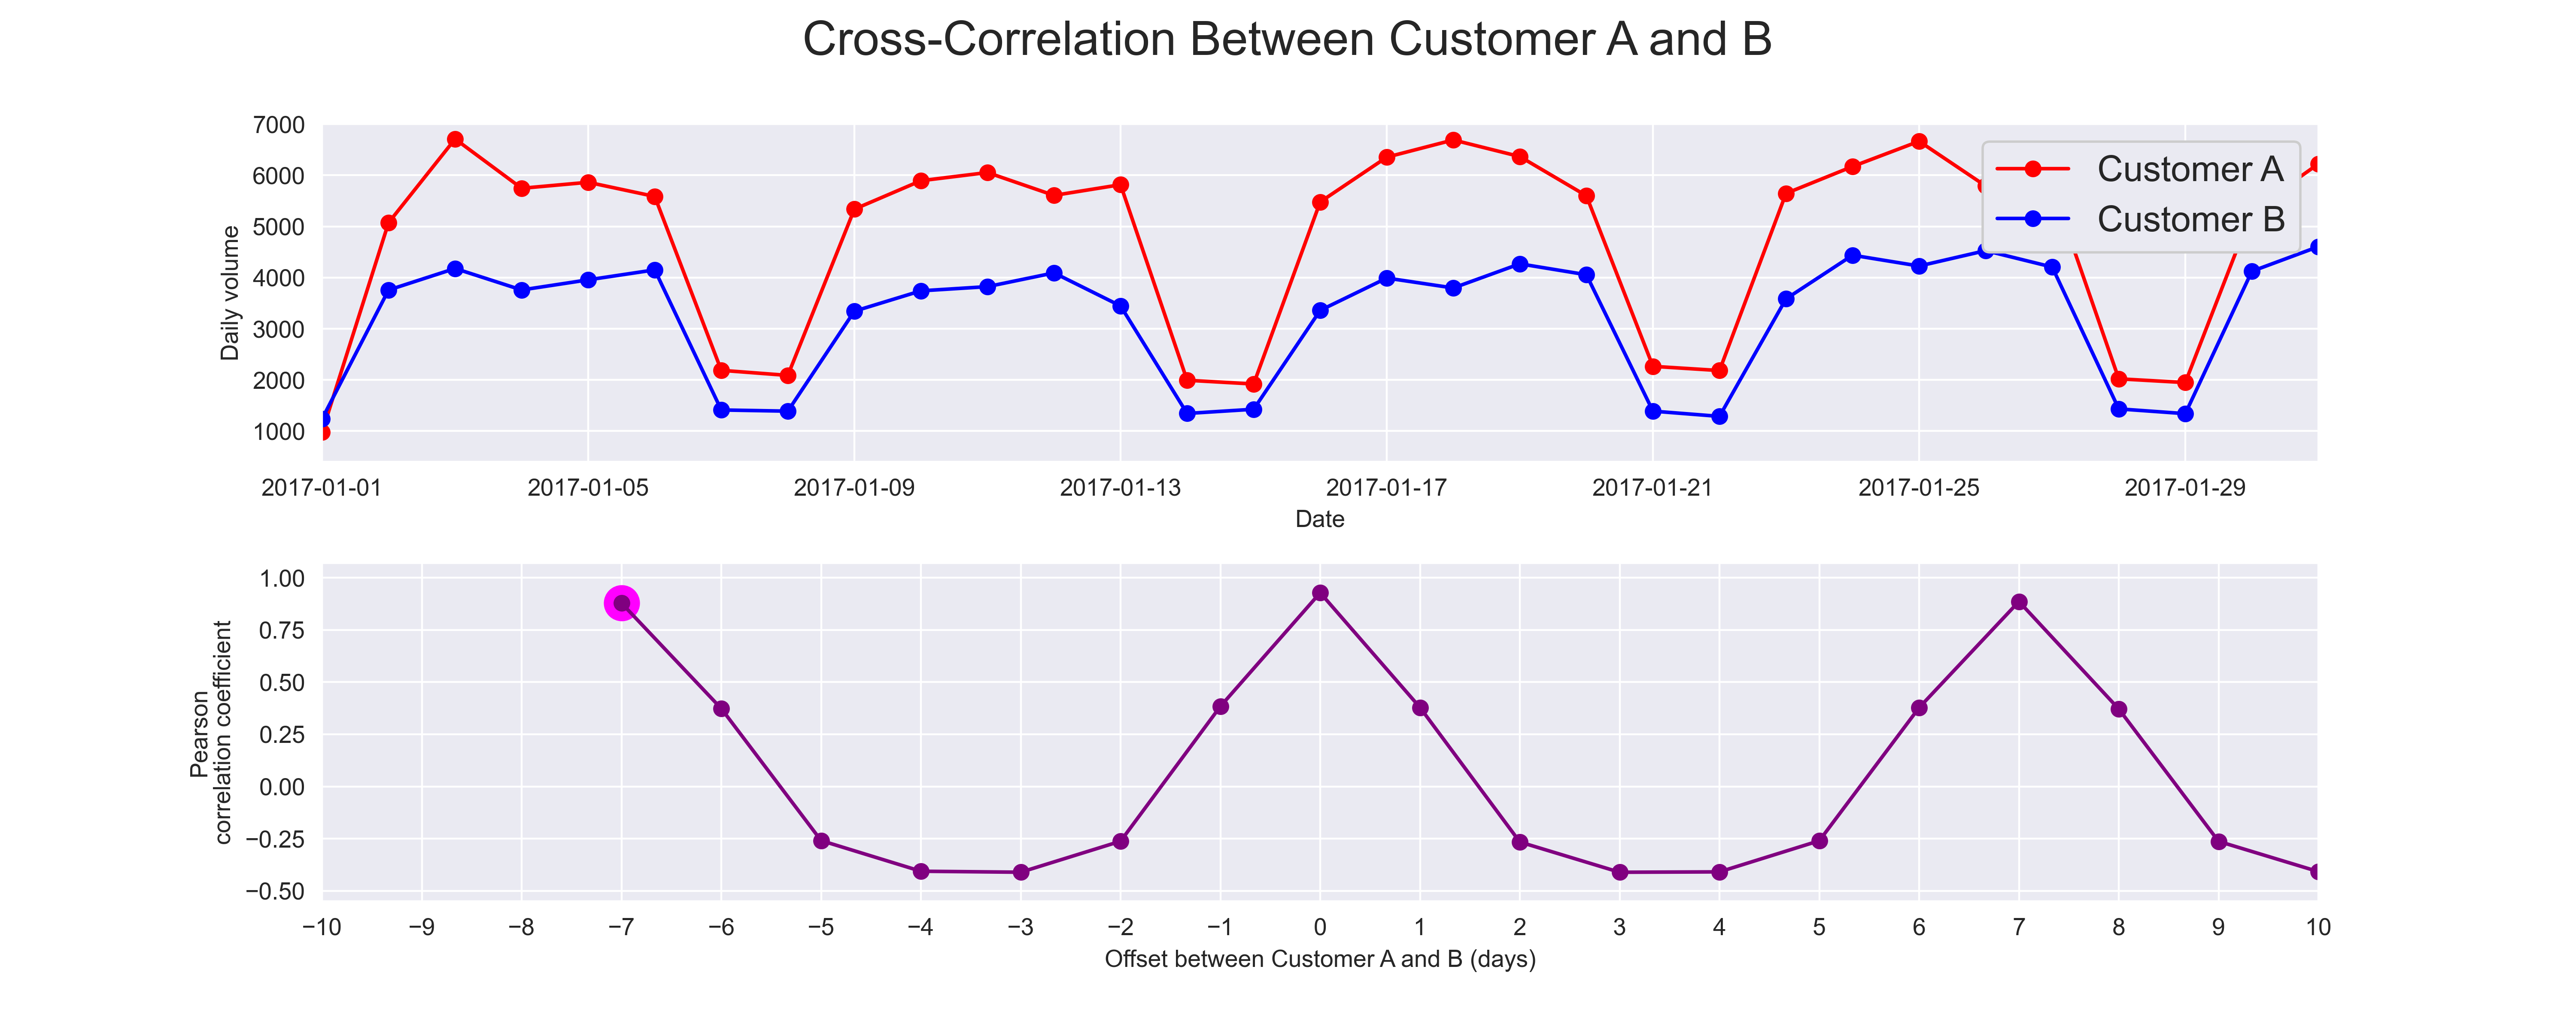 Cross-Correlation Between Customer A and B
7000
6000
5000
4000
3000
2000
1000
Daily volume
Customer A
Customer B
2017-01-01 2017-01-05 2017-01-09 2017-01-13 2017-01-17 2017-01-21 2017-01-25 2017-01-29
Date
1.00
0.75
0.50
0.25
0.00
−0.25
−0.50
Pearson
correlation coefficient
−10 −9 −8 −7 −6 −5 −4 −3 −2 −1 0 1 2 3 4 5 6 7 8 9 10
Offset between Customer A and B (days)